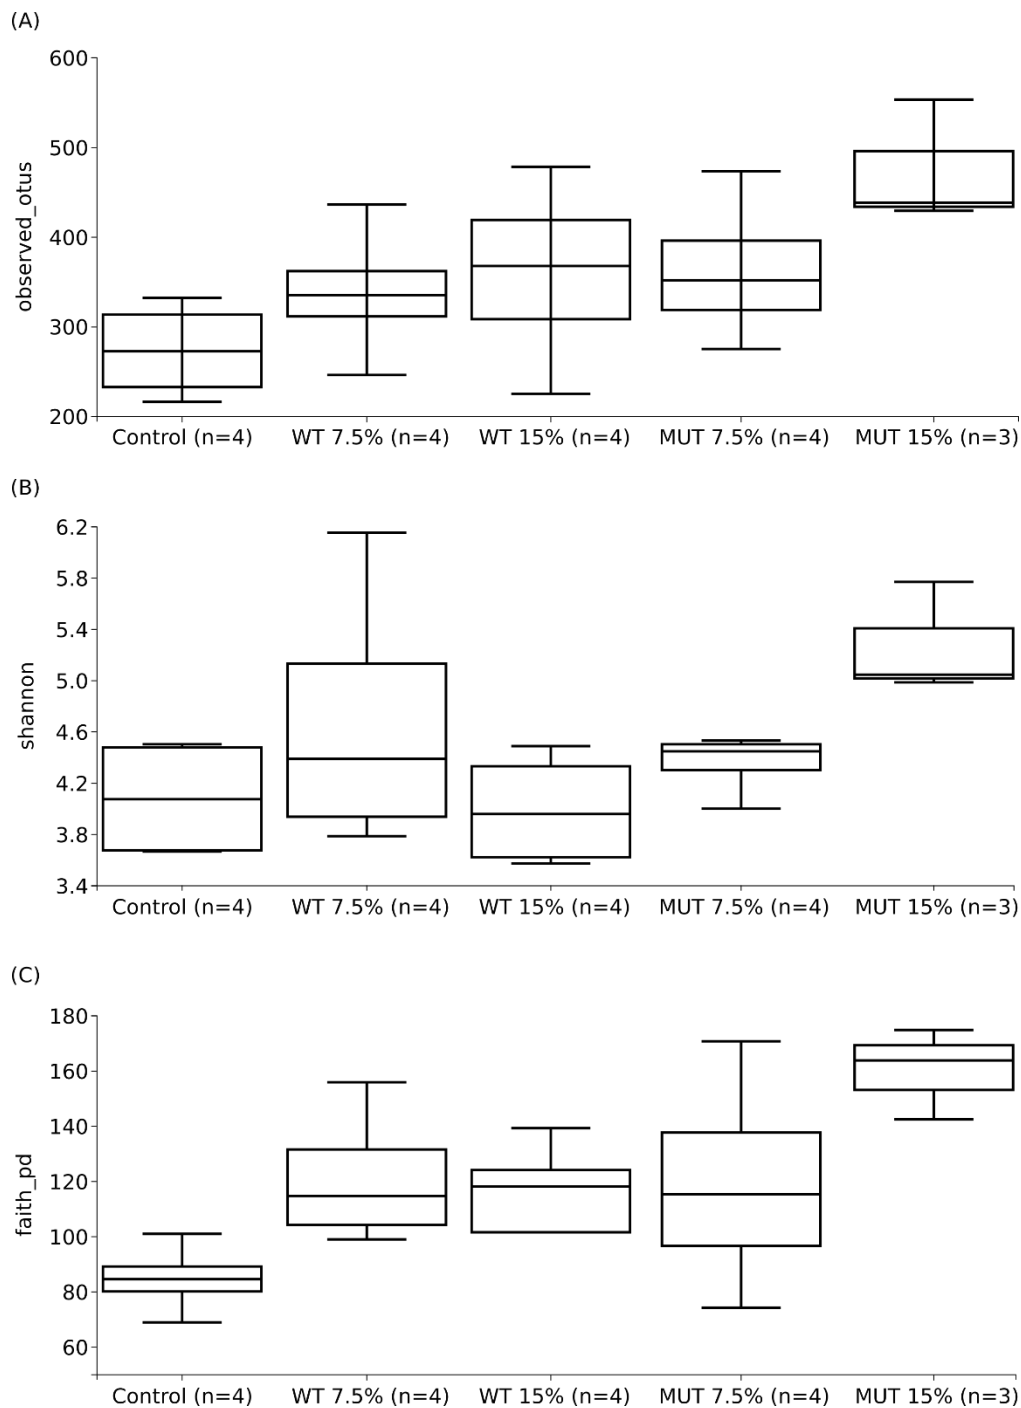 (A)
600
500
400
300
200
observed_otus
Control (n=4) WT 7.5% (n=4) WT 15% (n=4) MUT 7.5% (n=4) MUT 15% (n=3)
(B)
6.2
5.8
5.4
5.0
4.6
4.2
3.8
3.4
shannon
Control (n=4) WT 7.5% (n=4) WT 15% (n=4) MUT 7.5% (n=4) MUT 15% (n=3)
(C)
180
160
140
120
100
80
60
faith_pd
Control (n=4) WT 7.5% (n=4) WT 15% (n=4) MUT 7.5% (n=4) MUT 15% (n=3)